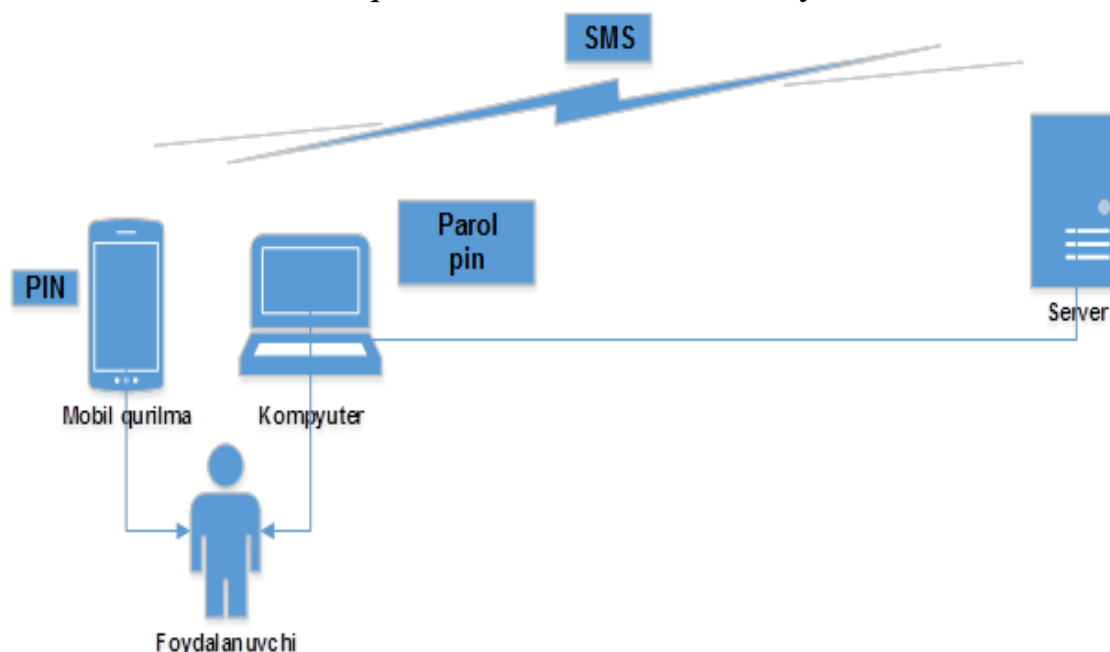 SMS
Parol
pin
PIN
Server
Mobil qurilma
Kompyuter
Foydalanuvchi